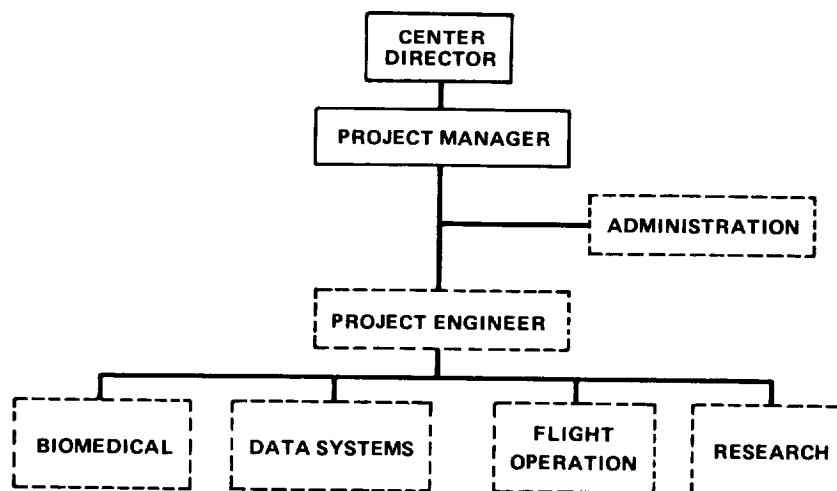 CENTER
DIRECTOR
PROJECT MANAGER
ADMINISTRATION
PROJECT ENGINEER
BIOMEDICAL
DATA SYSTEMS
FLIGHT
OPERATION
RESEARCH